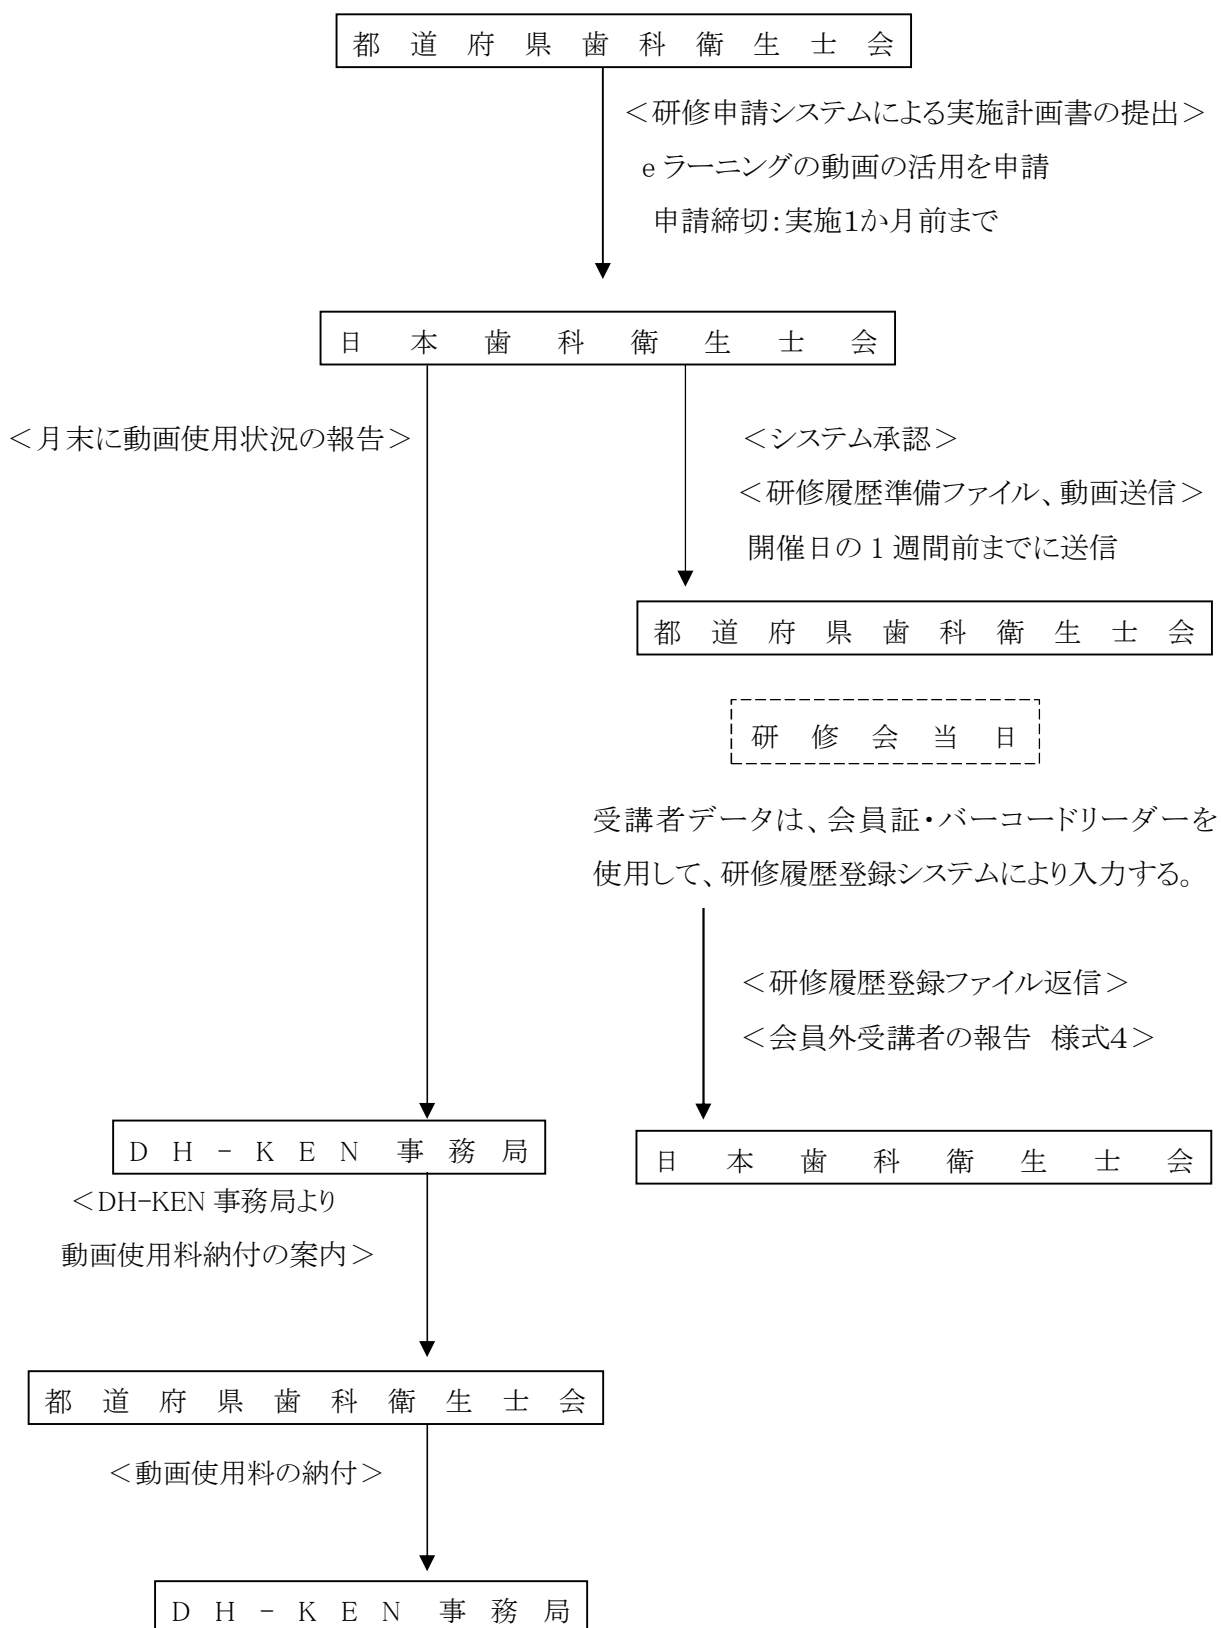 都道府県歯科衛生士会
＜研修申請システムによる実施計画書の提出＞
eラーニングの動画の活用を申請
申請締切：実施1か月前まで
日本歯科衛生士会
＜月末に動画使用状況の報告＞
＜システム承認＞
＜研修履歴準備ファイル、動画送信＞
開催日の1週間前までに送信
都道府県歯科衛生士会
研修会当日
受講者データは、会員証・バーコードリーダーを
使用して、研修履歴登録システムにより入力する。
＜研修履歴登録ファイル返信＞
＜会員外受講者の報告　様式4＞
DH-KEN事務局
日本歯科衛生士会
＜DH-KEN事務局より
動画使用料納付の案内＞
都道府県歯科衛生士会
＜動画使用料の納付＞
DH-KEN事務局